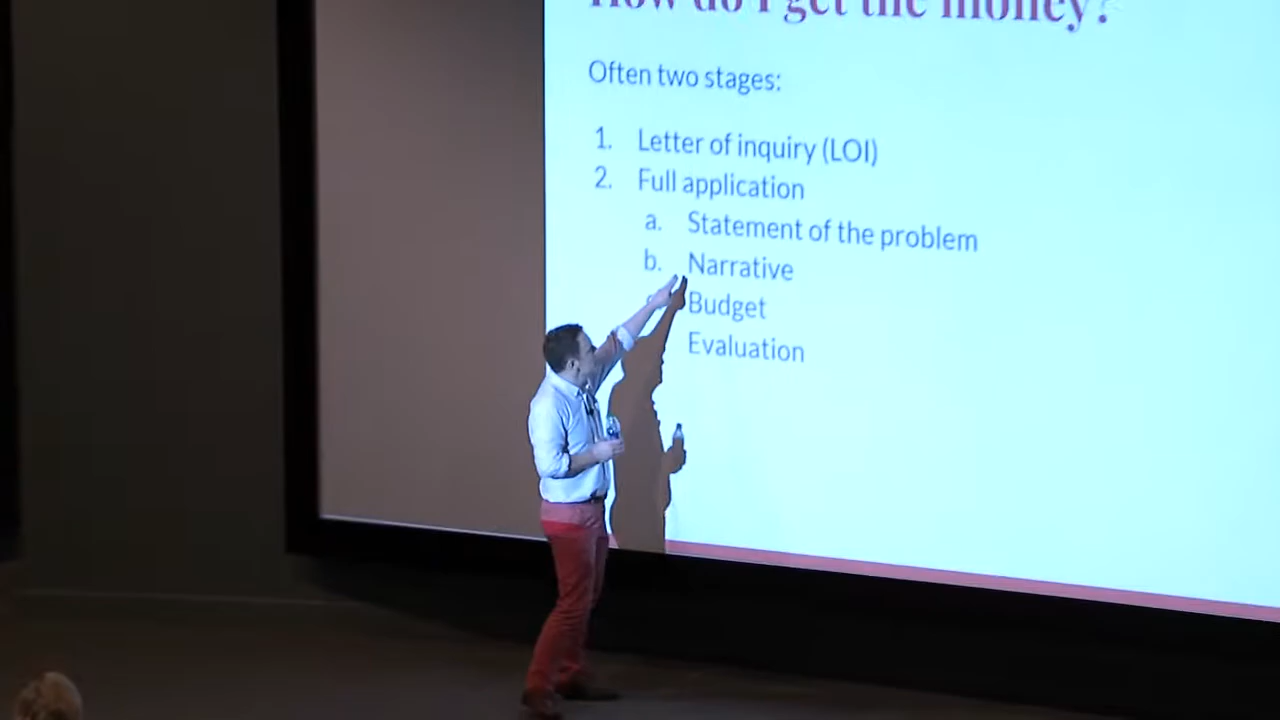 How do I get the money?
Often two stages:
1. Letter of inquiry (LOI)
2. Full application
a. Statement of the problem
b. Narrative
Budget
Evaluation